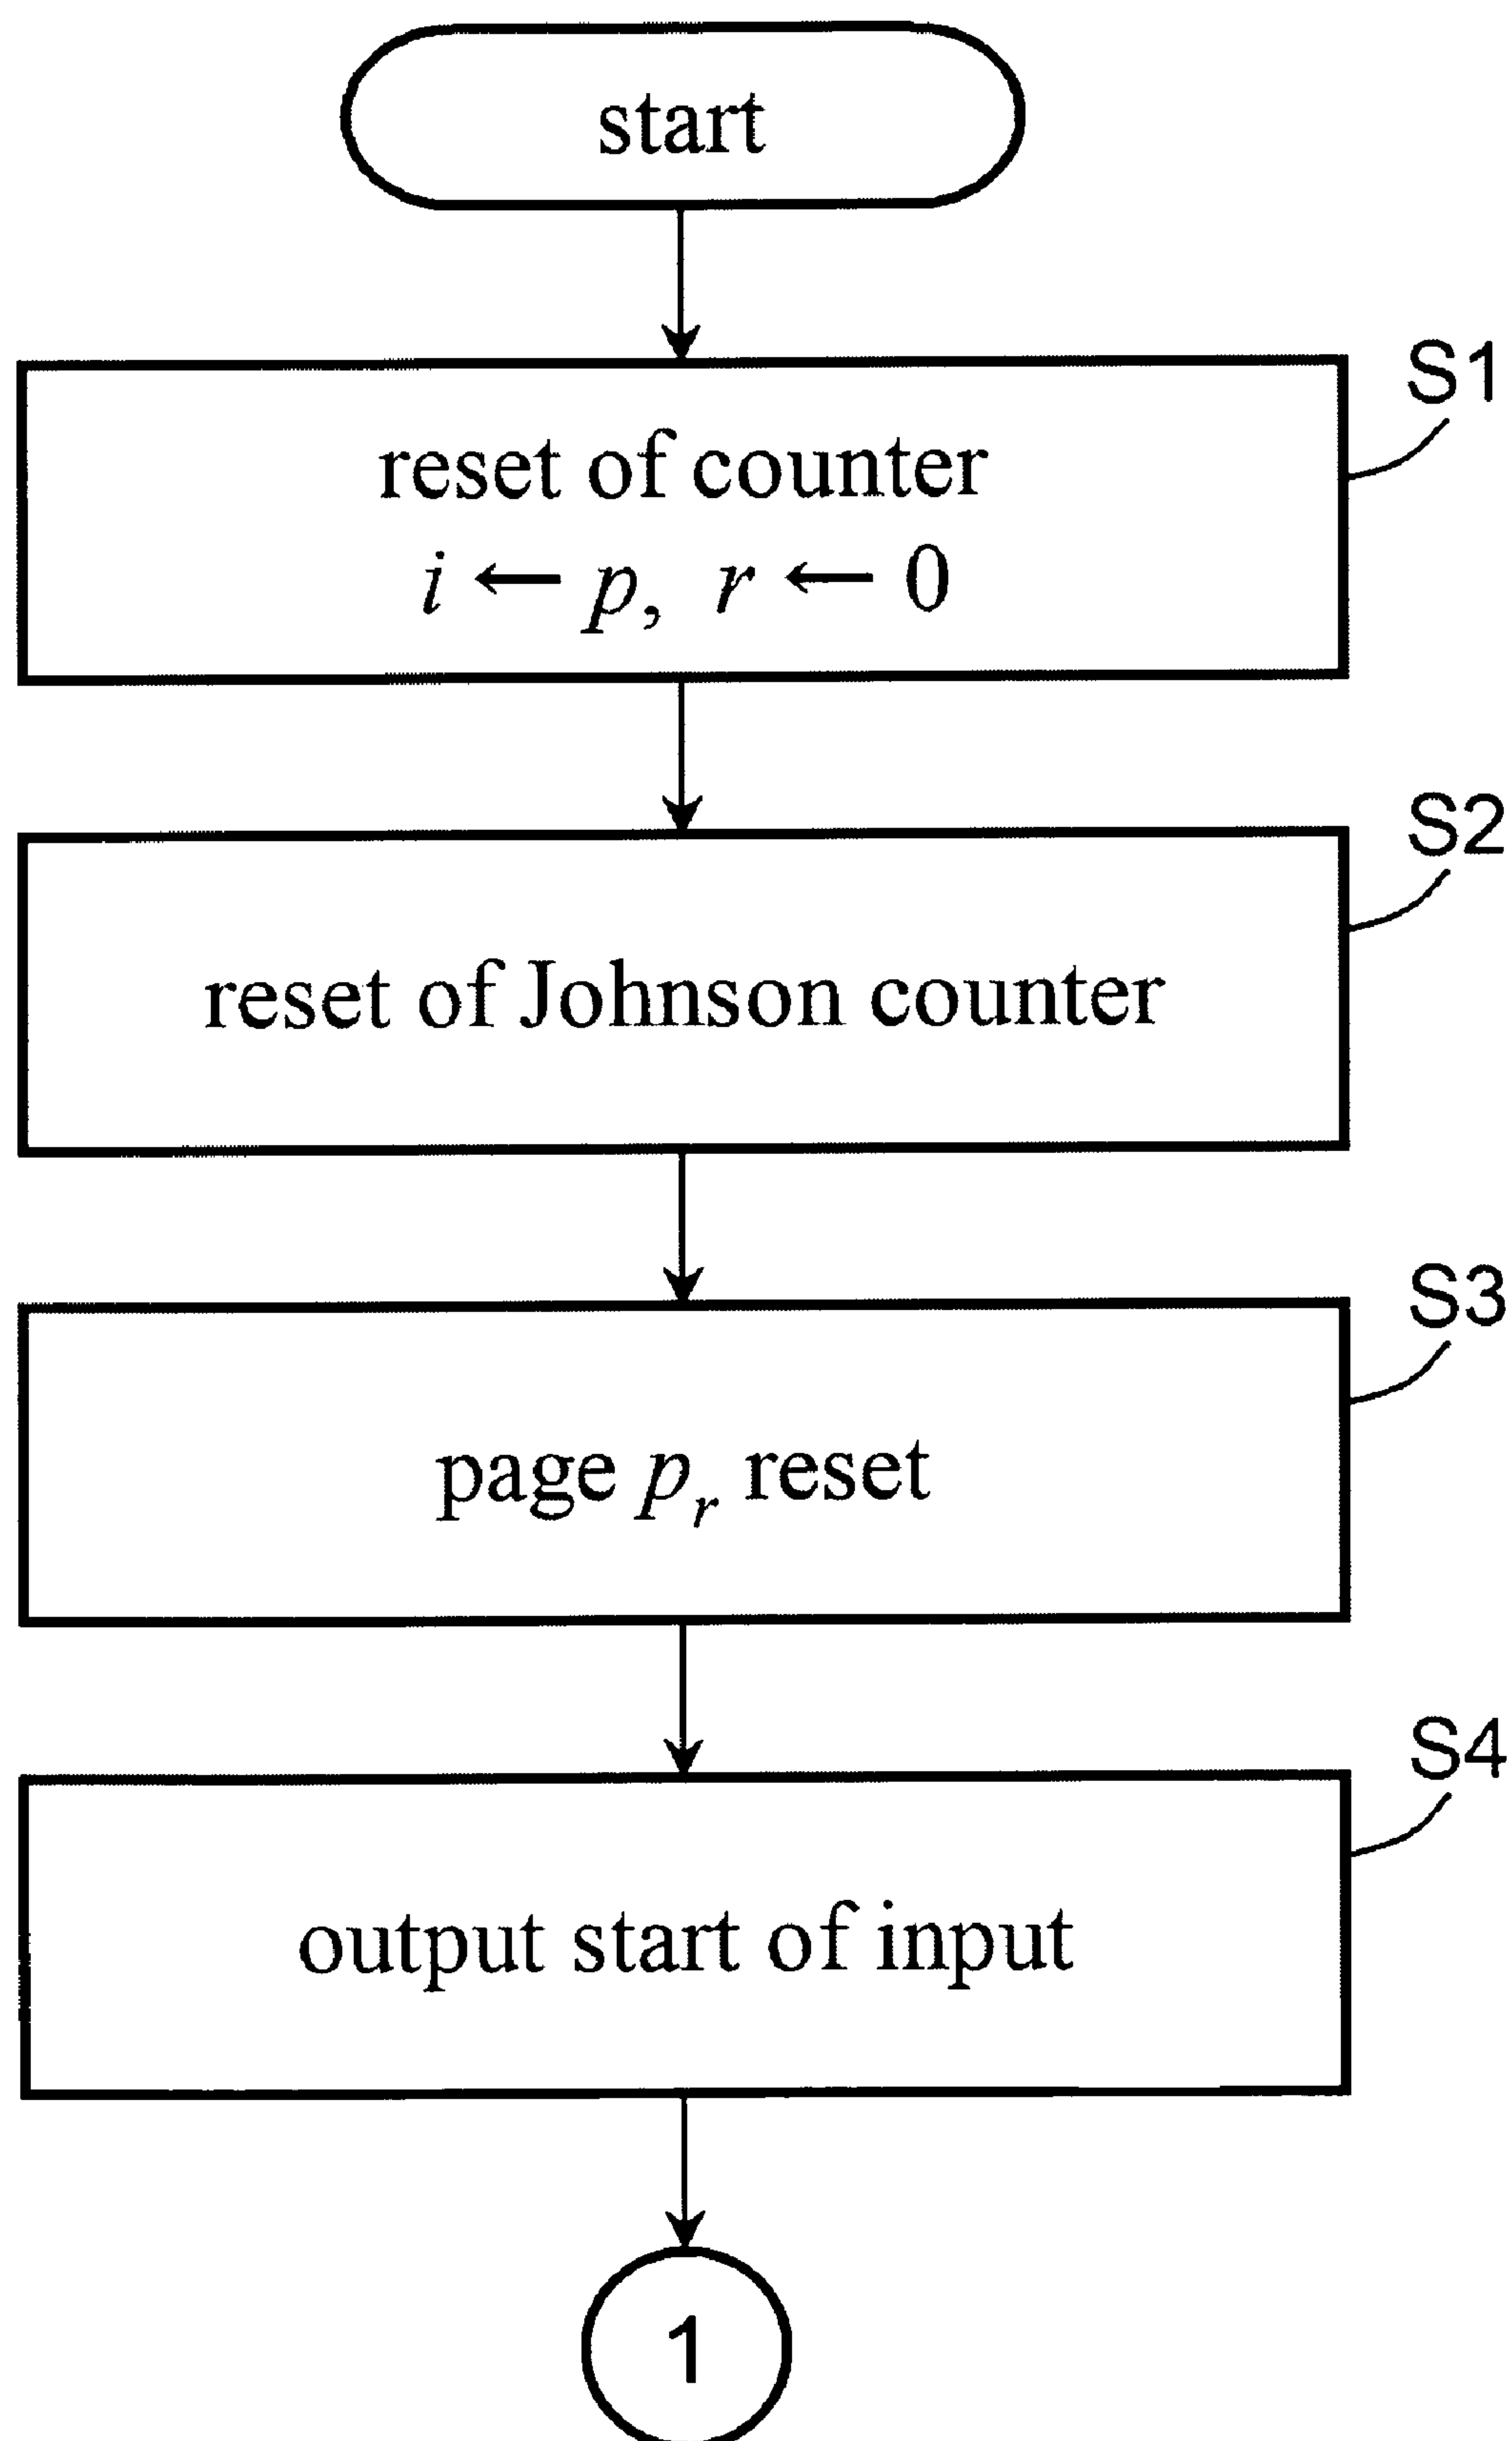 start
S1
reset of counter
i ← p, r ← 0
S2
reset of Johnson counter
S3
page pᵣ reset
S4
output start of input
1